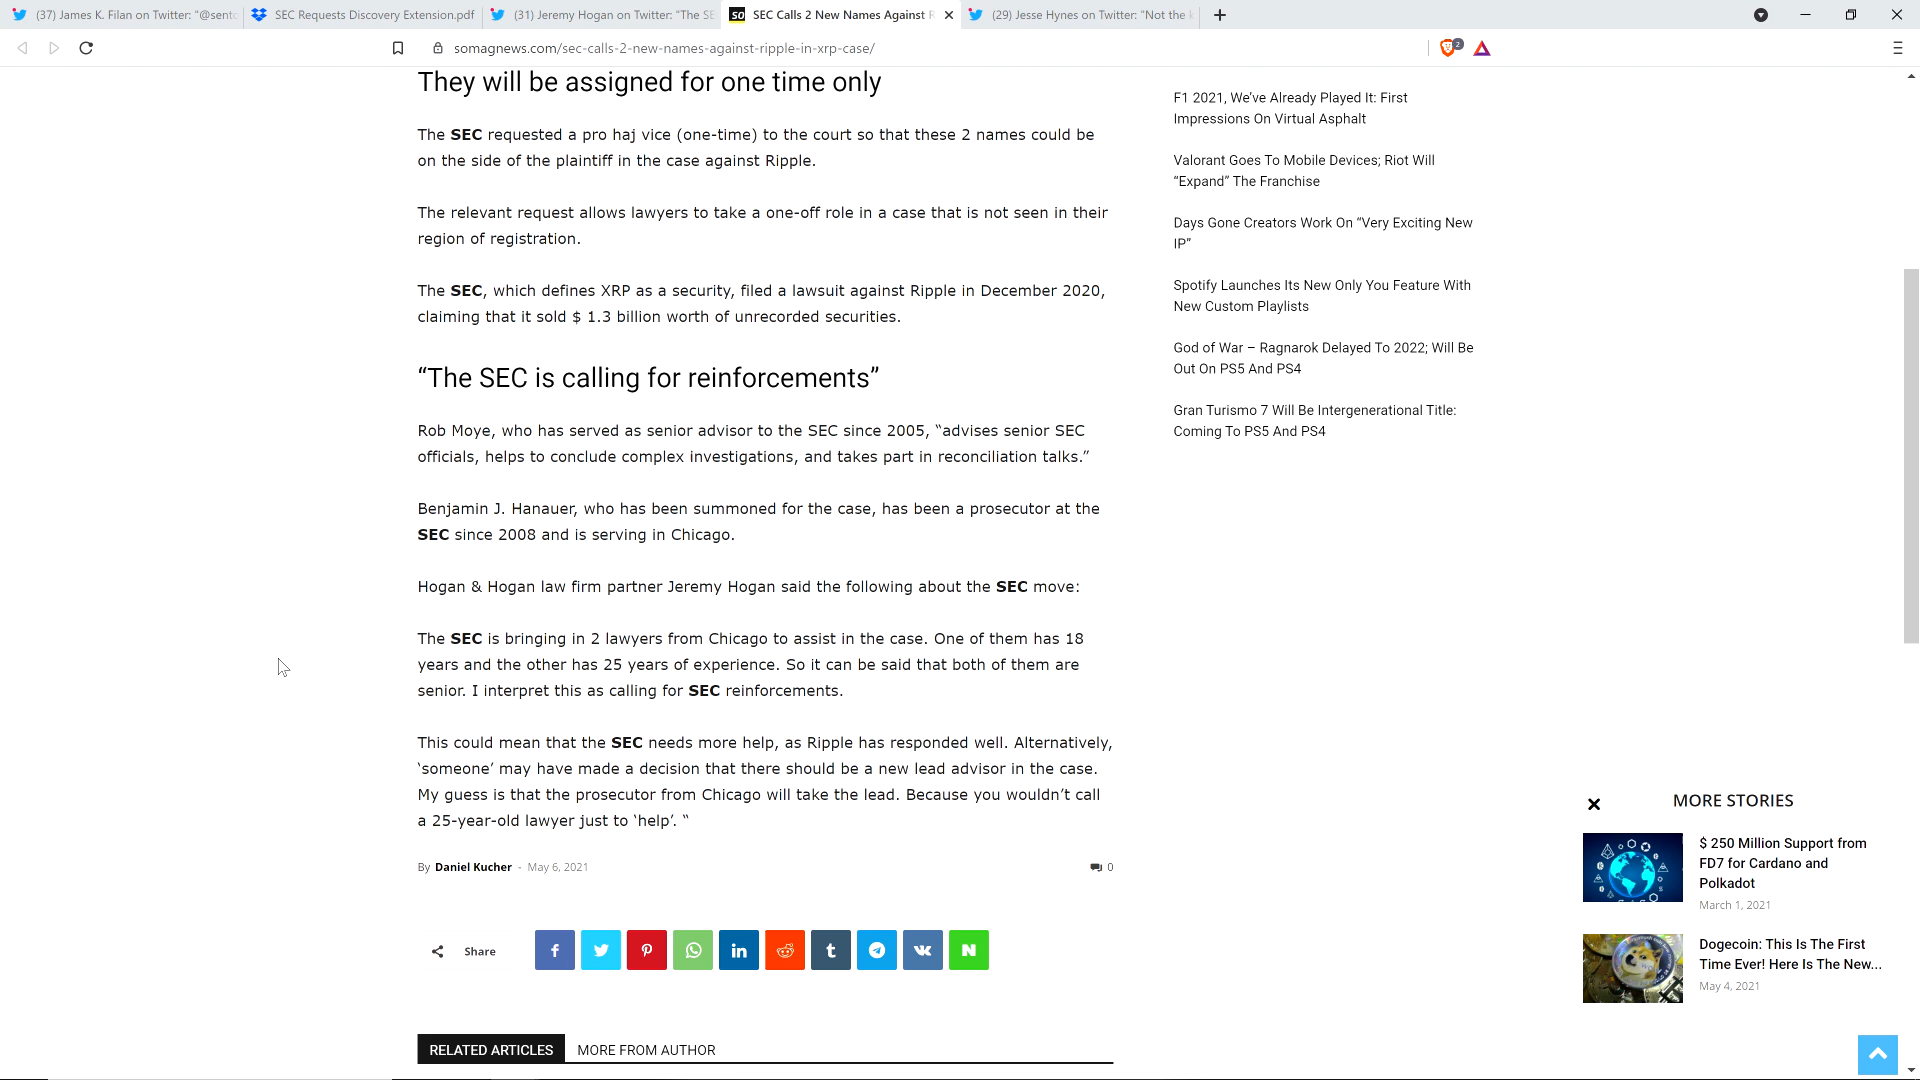 (37) James K. Filan on Twitter: "@sento
SEC Requests Discovery Extension.pdf
(31) Jeremy Hogan on Twitter: "The SE
SO
SEC Calls 2 New Names Against R
(29) Jesse Hynes on Twitter: "Not the k
somagnews.com/sec-calls-2-new-names-against-ripple-in-xrp-case/
2
They will be assigned for one time only
The SEC requested a pro haj vice (one-time) to the court so that these 2 names could be
on the side of the plaintiff in the case against Ripple.
The relevant request allows lawyers to take a one-off role in a case that is not seen in their
region of registration.
The SEC, which defines XRP as a security, filed a lawsuit against Ripple in December 2020,
claiming that it sold $ 1.3 billion worth of unrecorded securities.
“The SEC is calling for reinforcements”
Rob Moye, who has served as senior advisor to the SEC since 2005, “advises senior SEC
officials, helps to conclude complex investigations, and takes part in reconciliation talks.”
Benjamin J. Hanauer, who has been summoned for the case, has been a prosecutor at the
SEC since 2008 and is serving in Chicago.
Hogan & Hogan law firm partner Jeremy Hogan said the following about the SEC move:
The SEC is bringing in 2 lawyers from Chicago to assist in the case. One of them has 18
years and the other has 25 years of experience. So it can be said that both of them are
senior. I interpret this as calling for SEC reinforcements.
This could mean that the SEC needs more help, as Ripple has responded well. Alternatively,
‘someone’ may have made a decision that there should be a new lead advisor in the case.
My guess is that the prosecutor from Chicago will take the lead. Because you wouldn’t call
a 25-year-old lawyer just to ‘help’. “
By Daniel Kucher - May 6, 2021
0
Share
RELATED ARTICLES
MORE FROM AUTHOR
F1 2021, We’ve Already Played It: First
Impressions On Virtual Asphalt
Valorant Goes To Mobile Devices; Riot Will
“Expand” The Franchise
Days Gone Creators Work On “Very Exciting New
IP”
Spotify Launches Its New Only You Feature With
New Custom Playlists
God of War – Ragnarok Delayed To 2022; Will Be
Out On PS5 And PS4
Gran Turismo 7 Will Be Intergenerational Title:
Coming To PS5 And PS4
MORE STORIES
$ 250 Million Support from
FD7 for Cardano and
Polkadot
March 1, 2021
Dogecoin: This Is The First
Time Ever! Here Is The New...
May 4, 2021